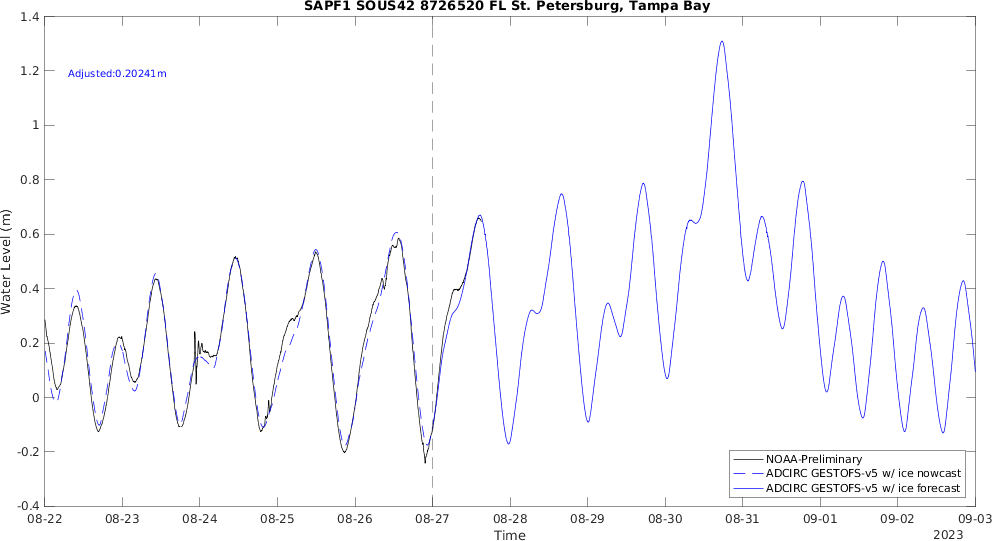 SAPF1 SOUS42 8726520 FL St. Petersburg, Tampa Bay
1.4
1.2
1
0.8
0.6
0.4
0.2
0
-0.2
-0.4
Water Level (m)
Adjusted:0.20241m
NOAA-Preliminary
ADCIRC GESTOFS-v5 w/ ice nowcast
ADCIRC GESTOFS-v5 w/ ice forecast
08-22 08-23 08-24 08-25 08-26 08-27 08-28 08-29 08-30 08-31 09-01 09-02 09-03
Time
2023